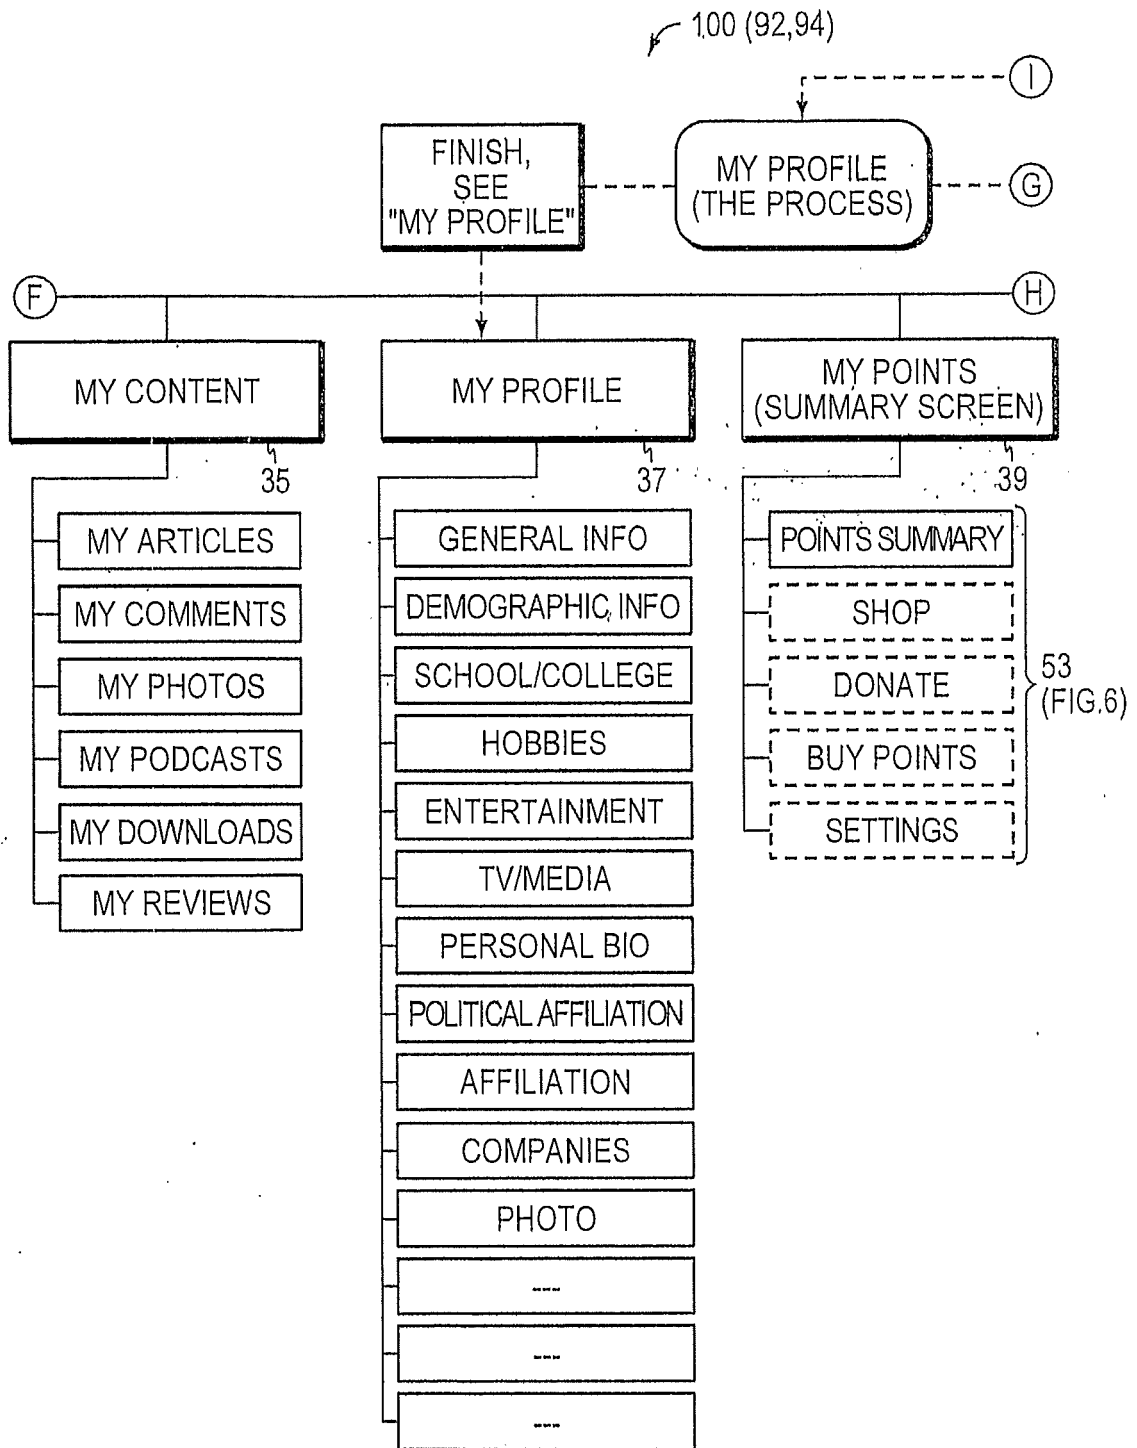 100 (92,94)
I
FINISH,
SEE
"MY PROFILE"
MY PROFILE
(THE PROCESS)
G
F
H
MY CONTENT
35
MY PROFILE
37
MY POINTS
(SUMMARY SCREEN)
39
MY ARTICLES
MY COMMENTS
MY PHOTOS
MY PODCASTS
MY DOWNLOADS
MY REVIEWS
GENERAL INFO
DEMOGRAPHIC INFO
SCHOOL/COLLEGE
HOBBIES
ENTERTAINMENT
TV/MEDIA
PERSONAL BIO
POLITICAL AFFILIATION
AFFILIATION
COMPANIES
PHOTO
---
---
---
POINTS SUMMARY
SHOP
DONATE
BUY POINTS
SETTINGS
53
(FIG.6)